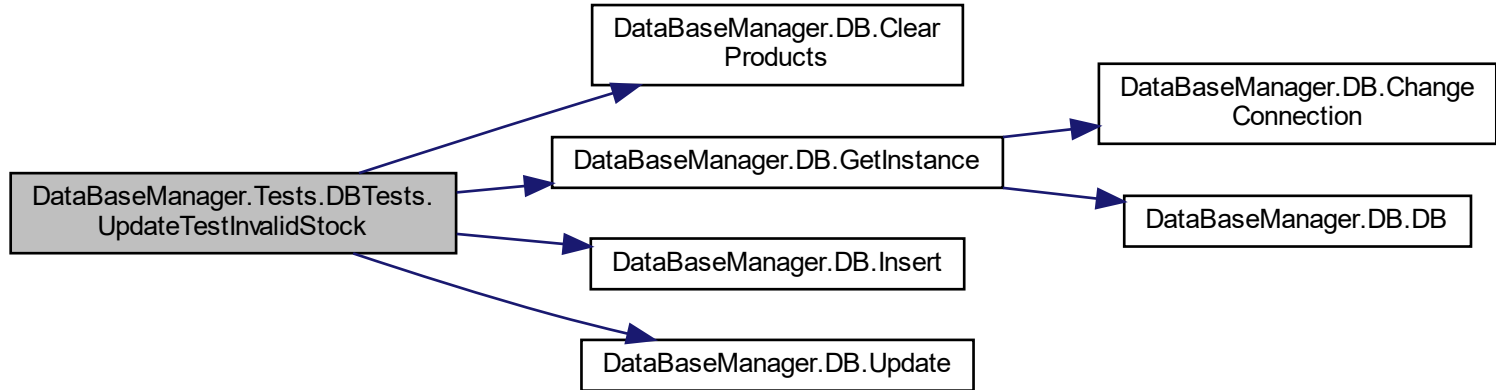 DataBaseManager.Tests.DBTests.
UpdateTestInvalidStock
DataBaseManager.DB.Clear
Products
DataBaseManager.DB.GetInstance
DataBaseManager.DB.Insert
DataBaseManager.DB.Update
DataBaseManager.DB.Change
Connection
DataBaseManager.DB.DB